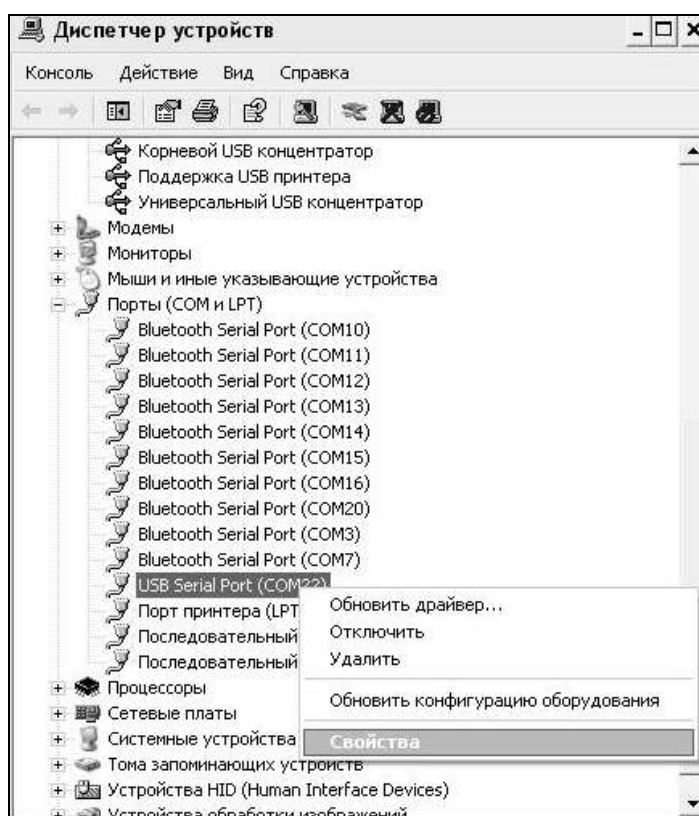 Диспетчер устройств
Консоль Действие Вид Справка
Корневой USB концентратор
Поддержка USB принтера
Универсальный USB концентратор
Модемы
Мониторы
Мыши и иные указывающие устройства
Порты (COM и LPT)
Bluetooth Serial Port (COM10)
Bluetooth Serial Port (COM11)
Bluetooth Serial Port (COM12)
Bluetooth Serial Port (COM13)
Bluetooth Serial Port (COM14)
Bluetooth Serial Port (COM15)
Bluetooth Serial Port (COM16)
Bluetooth Serial Port (COM20)
Bluetooth Serial Port (COM3)
Bluetooth Serial Port (COM7)
USB Serial Port (COM22)
Порт принтера (LPT
Последовательный
Последовательный
Обновить драйвер...
Отключить
Удалить
Обновить конфигурацию оборудования
Свойства
Процессоры
Сетевые платы
Системные устройства
Тома запоминающих устройств
Устройства HID (Human Interface Devices)
Устройства обработки изображений